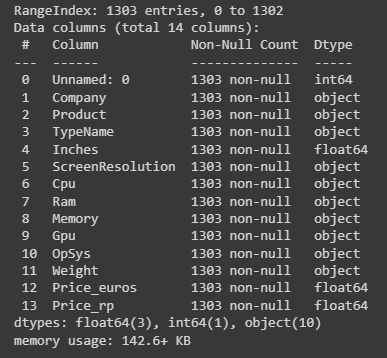 RangeIndex: 1303 entries, 0 to 1302
Data columns (total 14 columns):
 #   Column            Non-Null Count  Dtype
---  ------            --------------  -----
 0   Unnamed: 0        1303 non-null   int64
 1   Company           1303 non-null   object
 2   Product           1303 non-null   object
 3   TypeName          1303 non-null   object
 4   Inches            1303 non-null   float64
 5   ScreenResolution  1303 non-null   object
 6   Cpu               1303 non-null   object
 7   Ram               1303 non-null   object
 8   Memory            1303 non-null   object
 9   Gpu               1303 non-null   object
 10  OpSys             1303 non-null   object
 11  Weight            1303 non-null   object
 12  Price_euros       1303 non-null   float64
 13  Price_rp          1303 non-null   float64
dtypes: float64(3), int64(1), object(10)
memory usage: 142.6+ KB